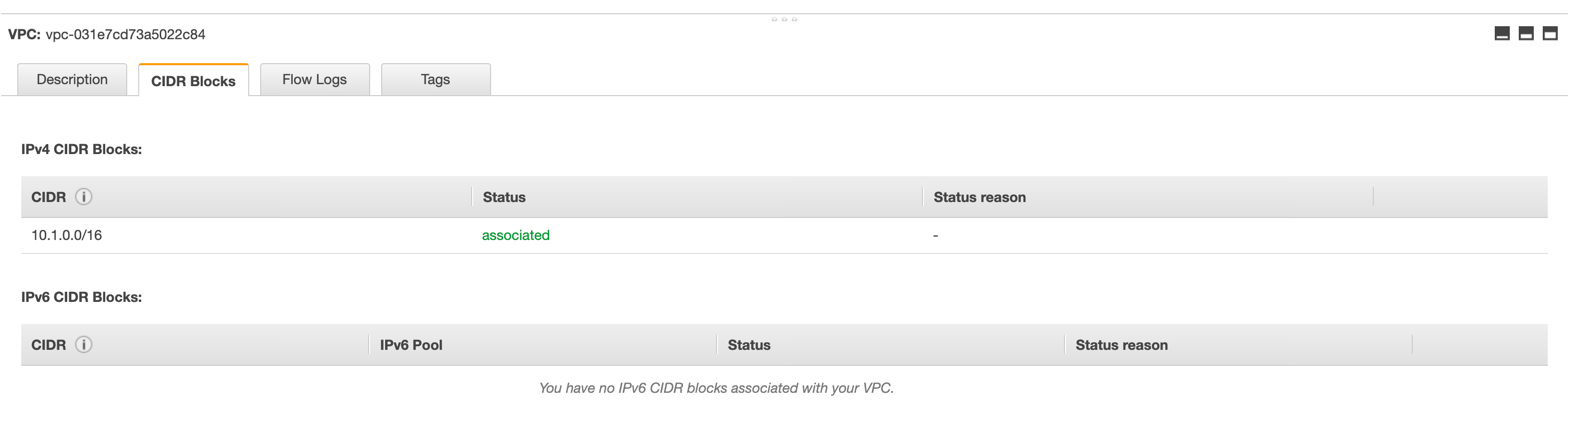 VPC: vpc-031e7cd73a5022c84
Description CIDR Blocks Flow Logs Tags
IPv4 CIDR Blocks:
CIDR i Status Status reason
10.1.0.0/16 associated -
IPv6 CIDR Blocks:
CIDR i IPv6 Pool Status Status reason
You have no IPv6 CIDR blocks associated with your VPC.